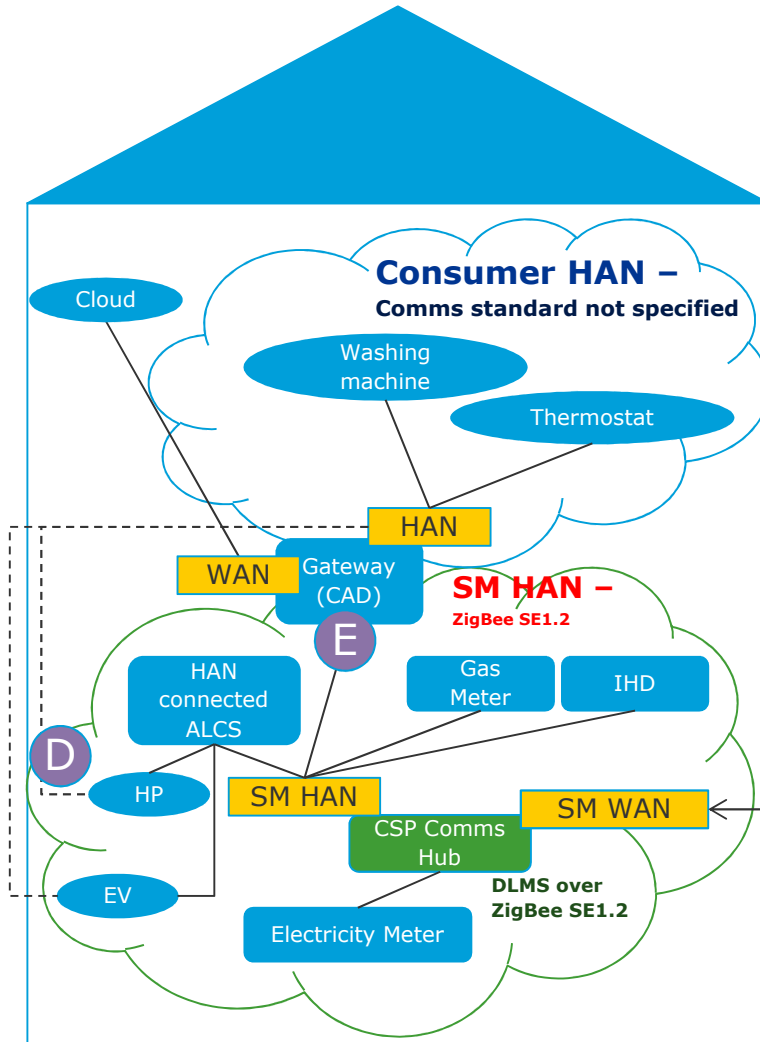 Consumer HAN –
Comms standard not specified
Cloud
Washing
machine
Thermostat
HAN
WAN
Gateway
(CAD)
SM HAN –
ZigBee SE1.2
E
HAN
connected
ALCS
Gas
Meter
IHD
D
HP
SM HAN
SM WAN
CSP Comms
Hub
EV
DLMS over
ZigBee SE1.2
Electricity Meter